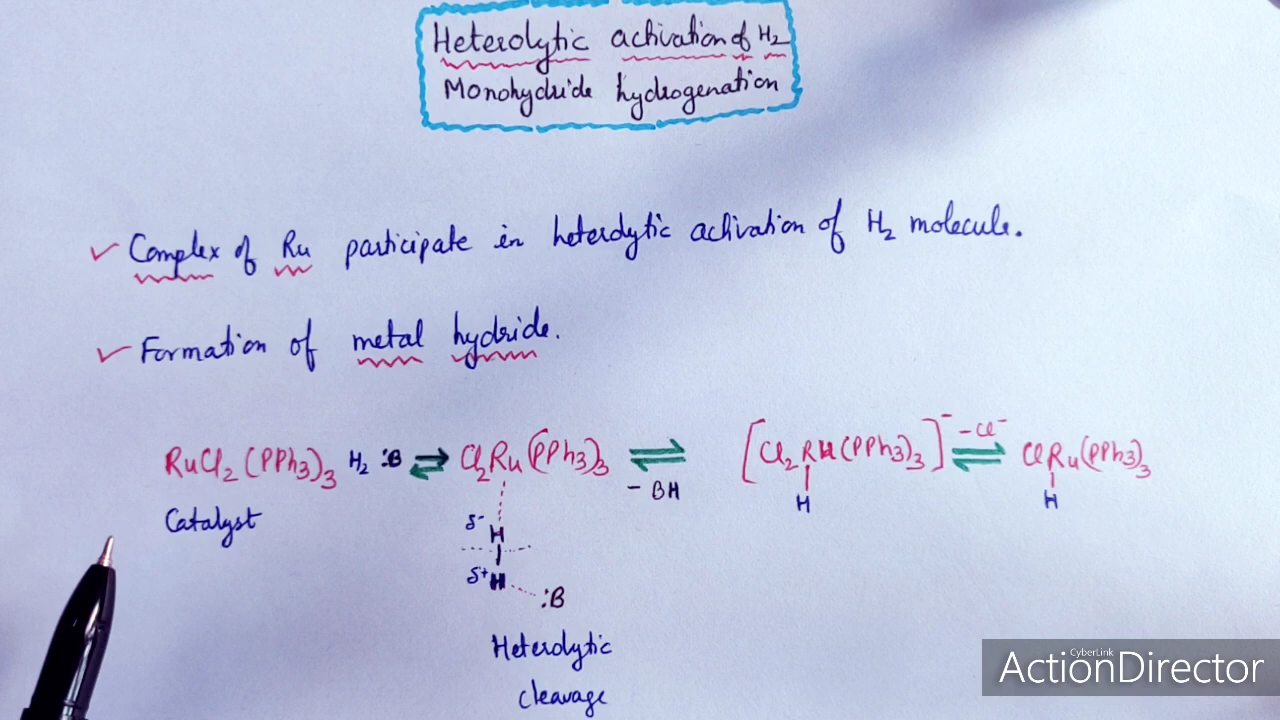 Heterolytic activation of H₂
Monohydride hydrogenation
✓ Complex of Ru participate in heterolytic activation of H₂ molecule.
✓ Formation of metal hydride.
RuCl₂(PPh₃)₃ H₂ :B ⇌ Cl₂Ru(PPh₃)₃ ⇌ [Cl₂Ru(PPh₃)₃]⁻ -Cl⁻ ⇌ ClRu(PPh₃)₃
- BH
H H
Catalyst
δ⁻ H
δ⁺ H
:B
Heterolytic
cleavage
CyberLink
ActionDirector